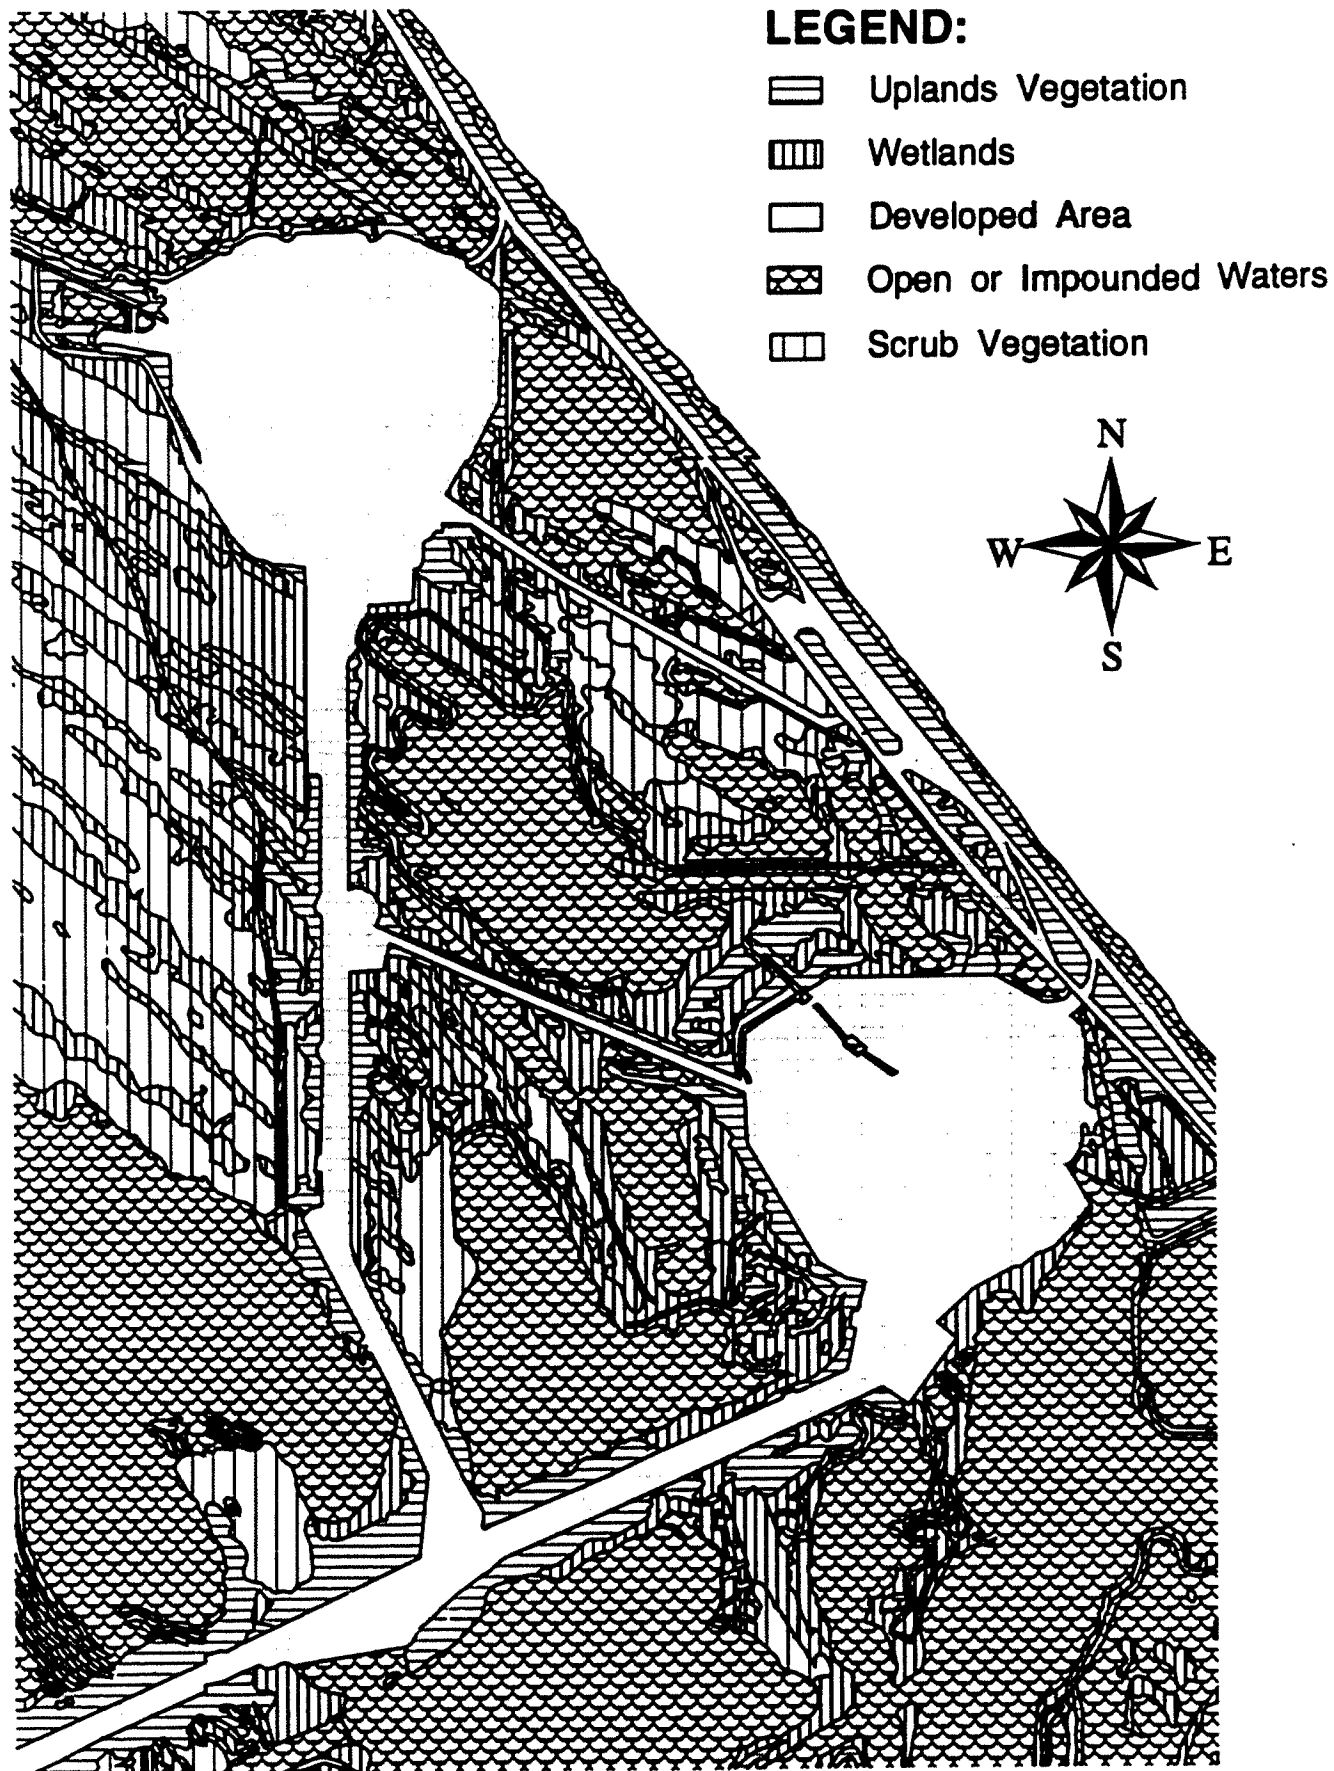 LEGEND:
Uplands Vegetation
Wetlands
Developed Area
Open or Impounded Waters
Scrub Vegetation
N
W E
S